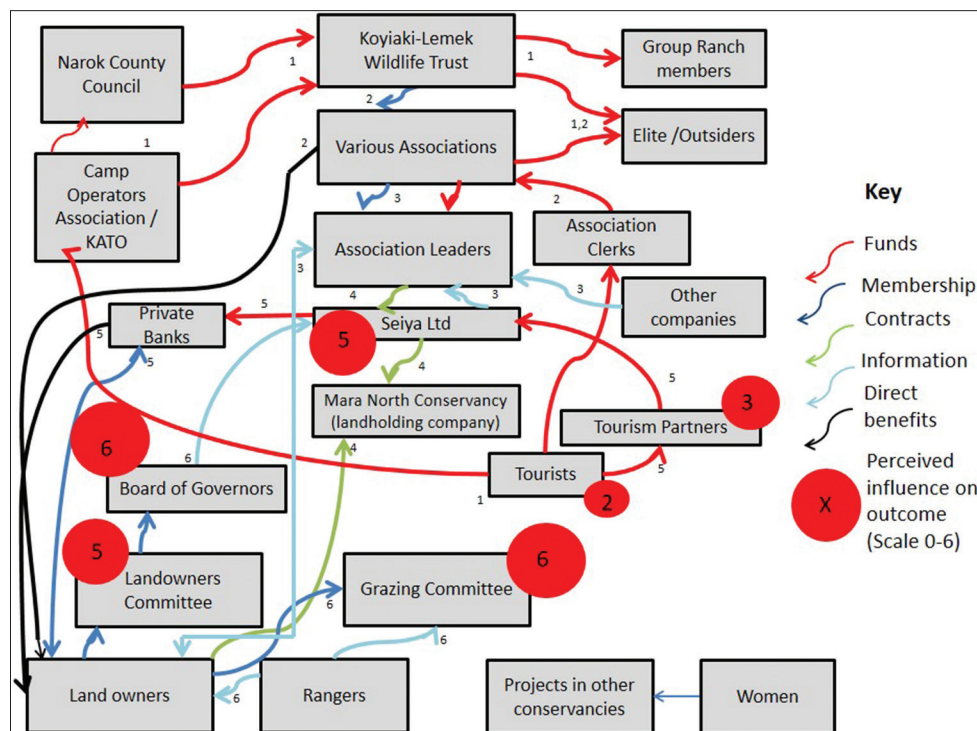 Narok County
Council
1
Koyiaki-Lemek
Wildlife Trust
1
Group Ranch
members
2
1
2
1,2
Elite /Outsiders
Various Associations
Camp
Operators
Association /
KATO
3
2
Association
Clerks
Key
Funds
Membership
Contracts
Information
Direct
benefits
Perceived
influence on
outcome
(Scale 0-6)
X
3
Association Leaders
4
3
3
Other
companies
Private
Banks
5
5
5
Seiya Ltd
5
4
5
Mara North Conservancy
(landholding company)
4
3
Tourism Partners
5
6
6
Board of Governors
Tourists
1
2
5
Landowners
Committee
6
Grazing Committee
6
6
Land owners
6
Rangers
Projects in other
conservancies
Women